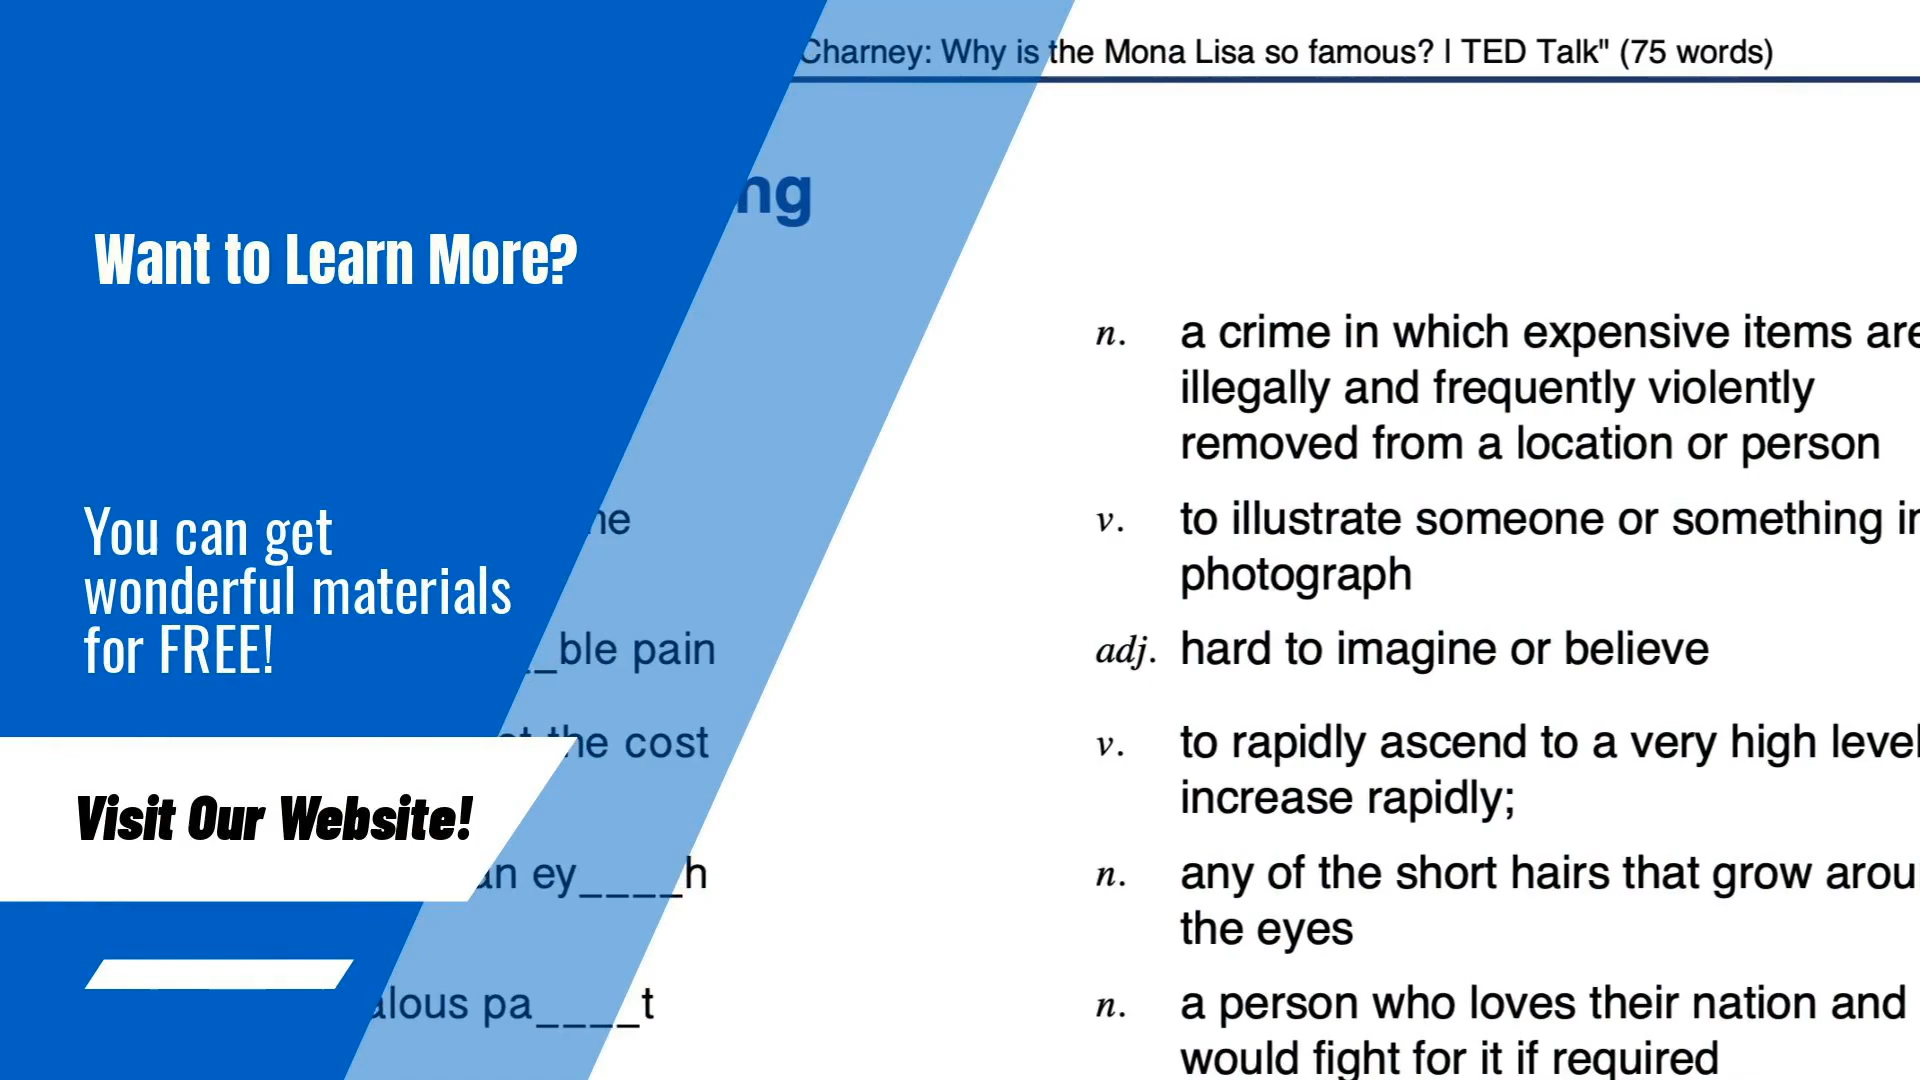 Charney: Why is the Mona Lisa so famous? | TED Talk" (75 words)
ng
Want to Learn More?
You can get
wonderful materials
for FREE!
Visit Our Website!
ne
_ble pain
the cost
an ey____h
alous pa____t
n. a crime in which expensive items are
illegally and frequently violently
removed from a location or person
v. to illustrate someone or something in
photograph
adj. hard to imagine or believe
v. to rapidly ascend to a very high level
increase rapidly;
n. any of the short hairs that grow arou
the eyes
n. a person who loves their nation and
would fight for it if required